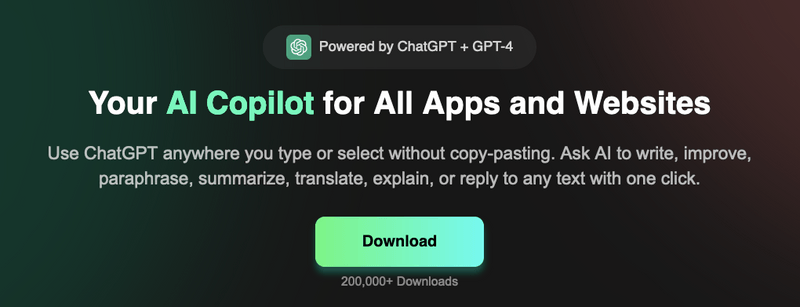 Powered by ChatGPT + GPT-4
Your AI Copilot for All Apps and Websites
Use ChatGPT anywhere you type or select without copy-pasting. Ask AI to write, improve,
paraphrase, summarize, translate, explain, or reply to any text with one click.
Download
200,000+ Downloads